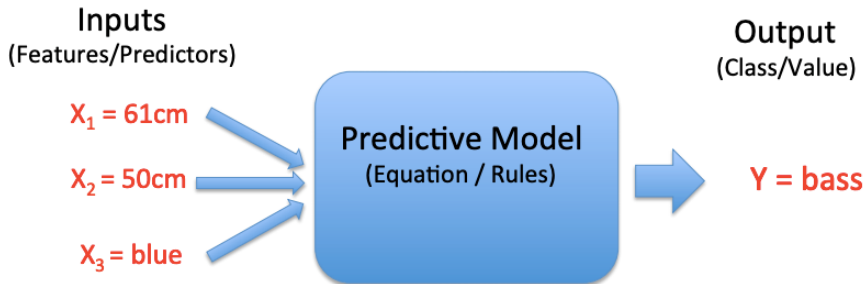 Inputs
(Features/Predictors)
X₁ = 61cm
X₂ = 50cm
X₃ = blue
Predictive Model
(Equation / Rules)
Output
(Class/Value)
Y = bass